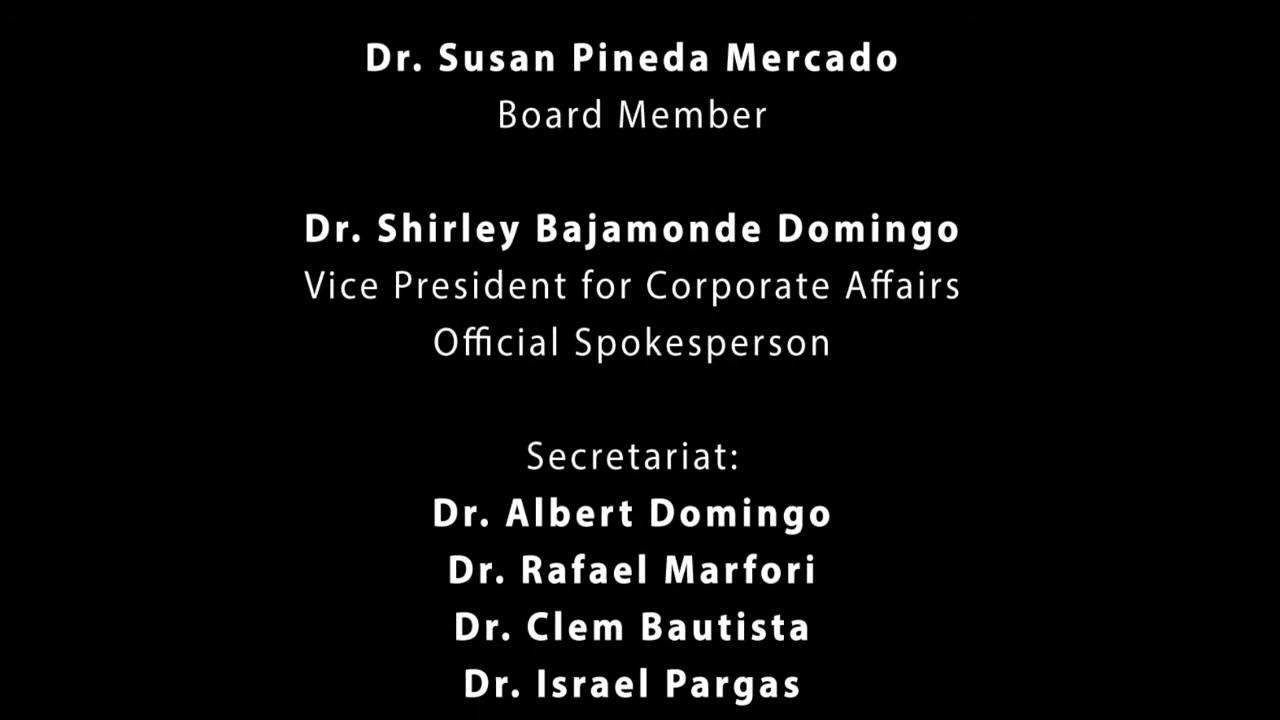 Dr. Susan Pineda Mercado
Board Member
Dr. Shirley Bajamonde Domingo
Vice President for Corporate Affairs
Official Spokesperson
Secretariat:
Dr. Albert Domingo
Dr. Rafael Marfori
Dr. Clem Bautista
Dr. Israel Pargas